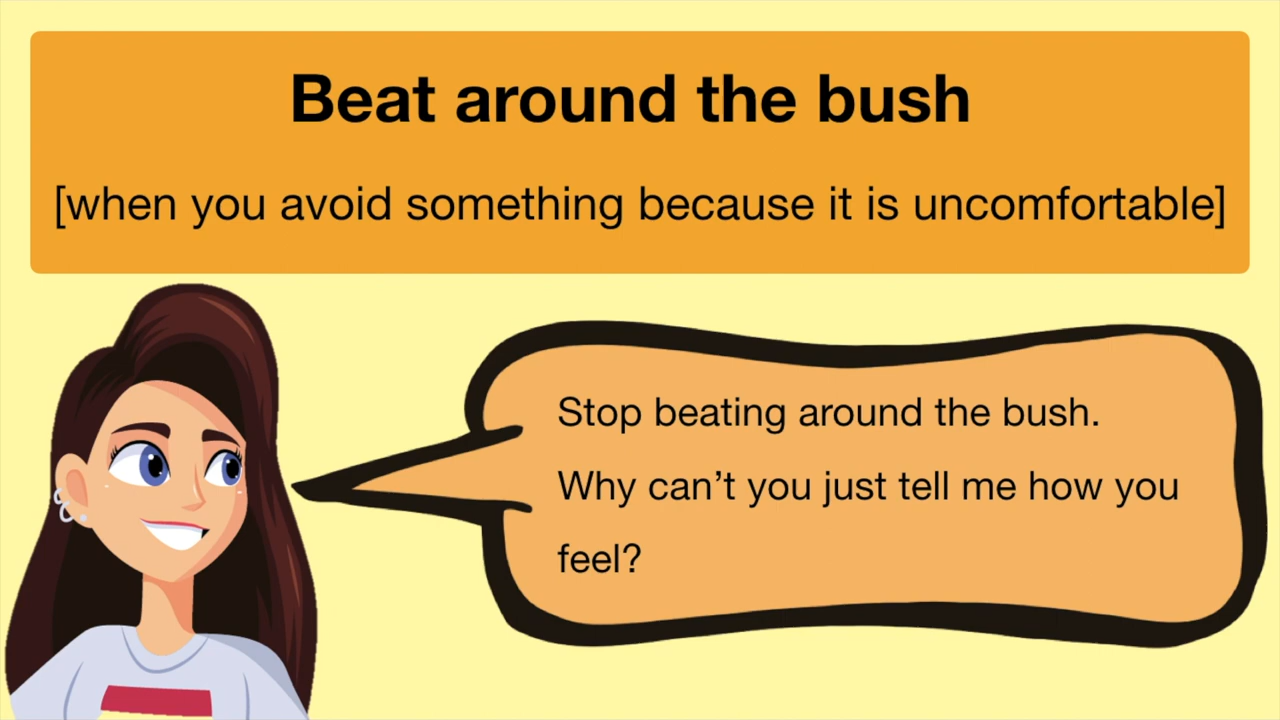 Beat around the bush
[when you avoid something because it is uncomfortable]
Stop beating around the bush.
Why can’t you just tell me how you
feel?